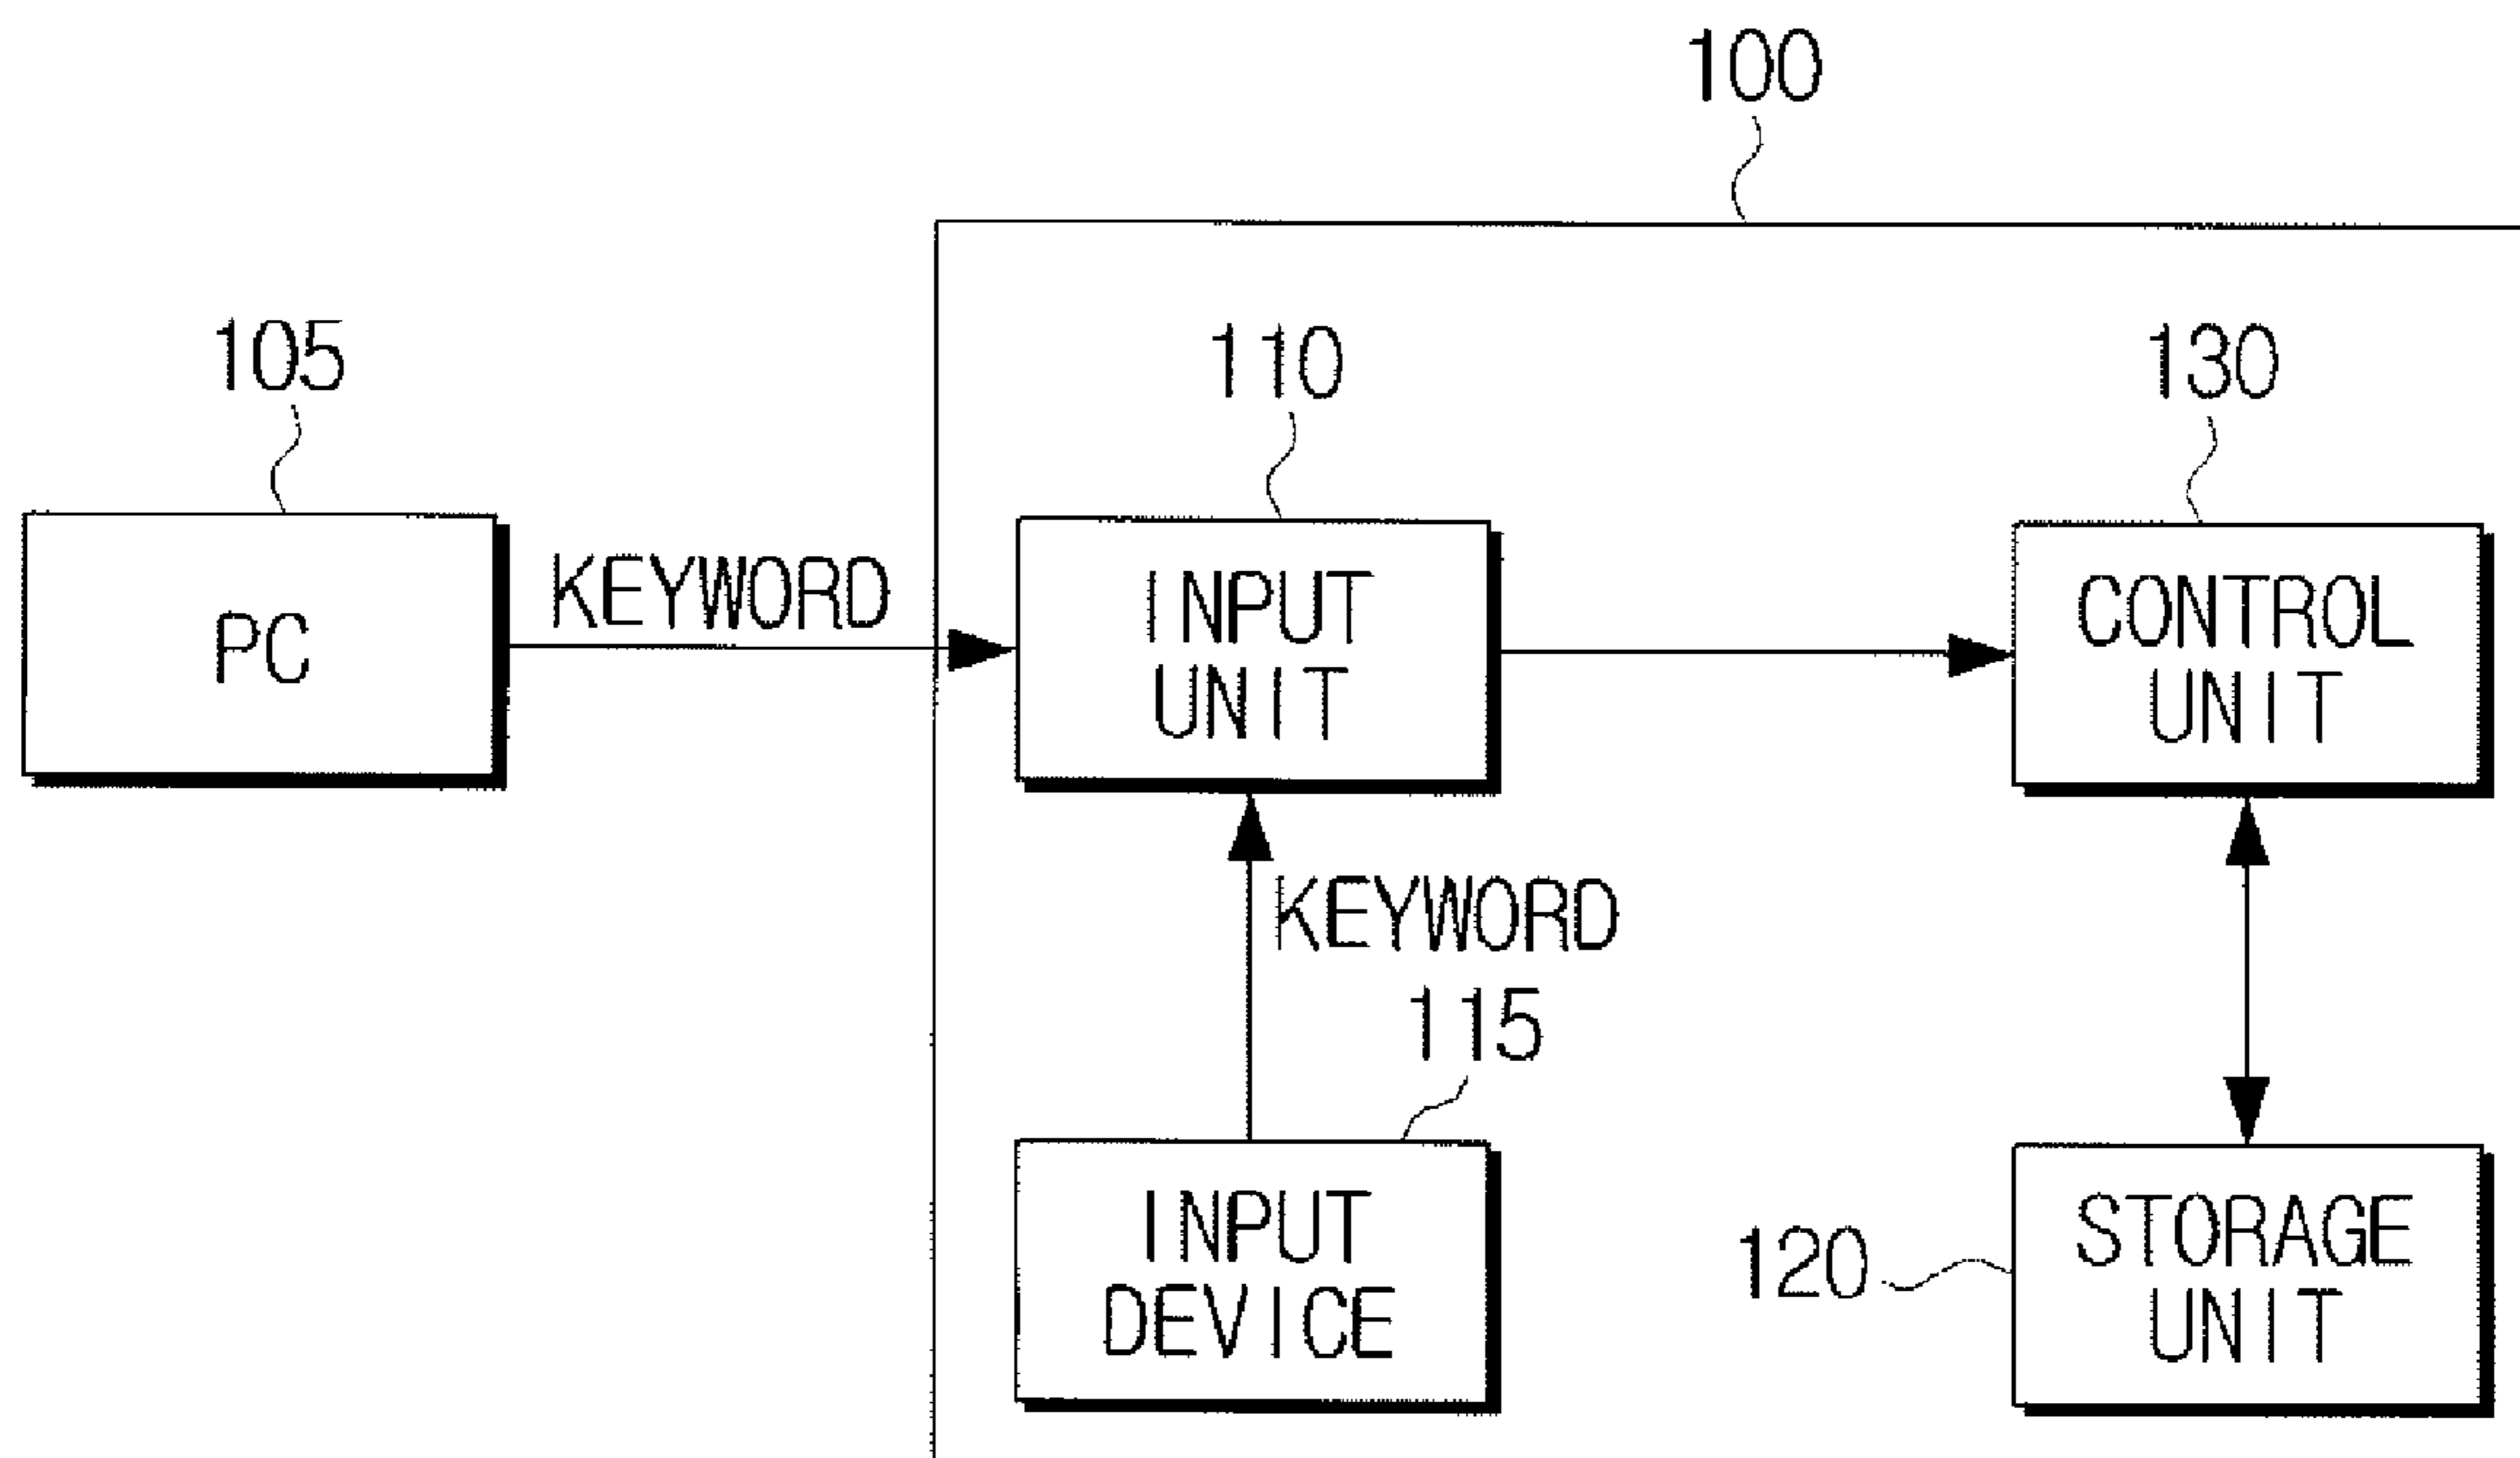 100
105
110
130
PC
KEYWORD
INPUT
UNIT
CONTROL
UNIT
KEYWORD
115
INPUT
DEVICE
120
STORAGE
UNIT